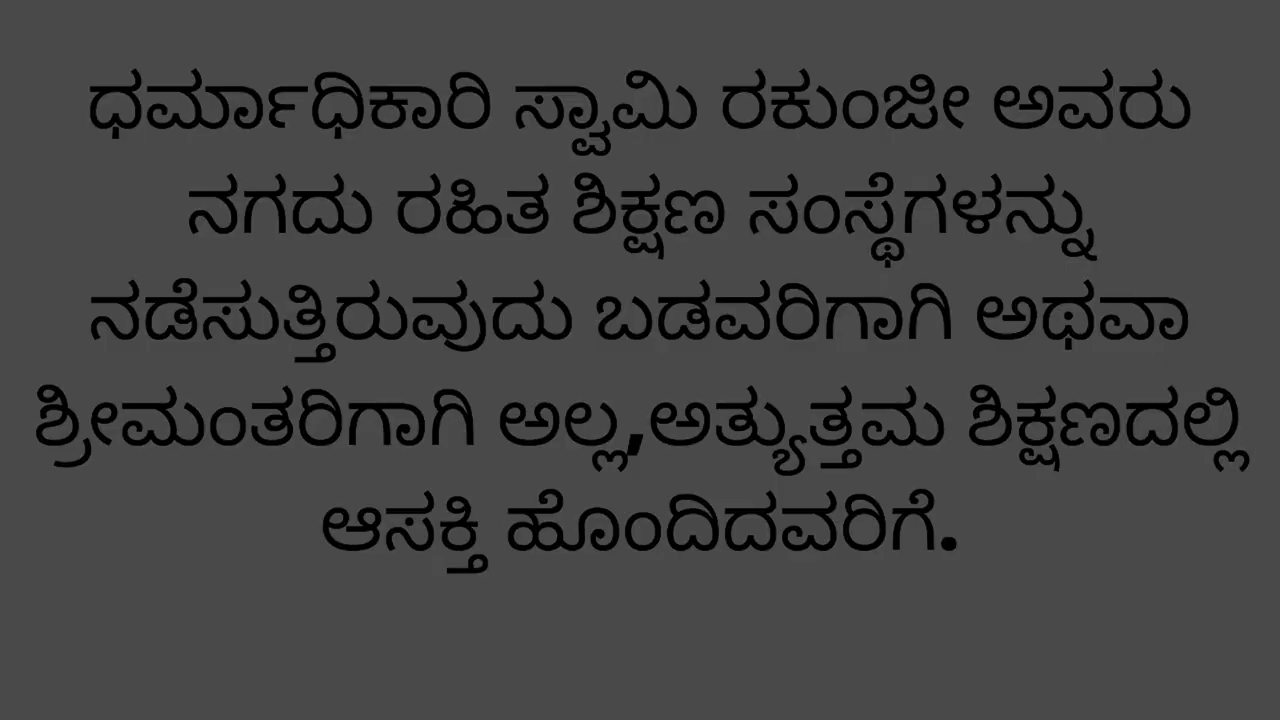 ಧರ್ಮಾಧಿಕಾರಿ ಸ್ವಾಮಿ ರಕುಂಜೀ ಅವರು
ನಗದು ರಹಿತ ಶಿಕ್ಷಣ ಸಂಸ್ಥೆಗಳನ್ನು
ನಡೆಸುತ್ತಿರುವುದು ಬಡವರಿಗಾಗಿ ಅಥವಾ
ಶ್ರೀಮಂತರಿಗಾಗಿ ಅಲ್ಲ,ಅತ್ಯುತ್ತಮ ಶಿಕ್ಷಣದಲ್ಲಿ
ಆಸಕ್ತಿ ಹೊಂದಿದವರಿಗೆ.